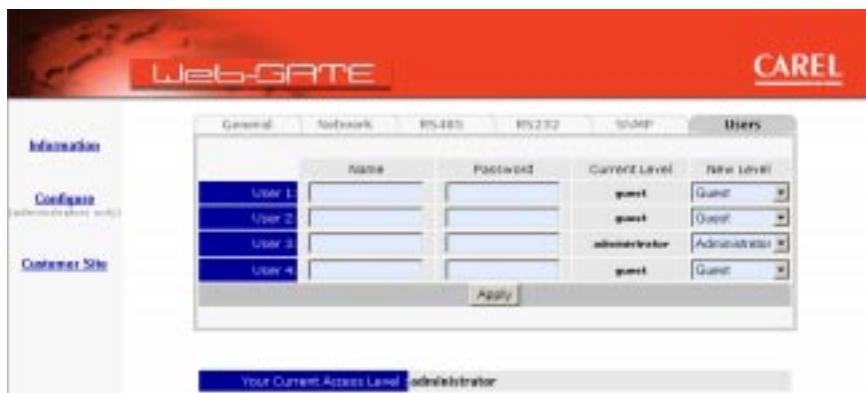 Web-GATE
CAREL
General Network RS485 RS232 SNMP Users
Information
Name Password Current Level New Level
User 1: guest Guest
Configure
(administrator only)
User 2: guest Guest
User 3: administrator Administrator
Customer Site
User 4: guest Guest
Apply
Your Current Access Level : administrator